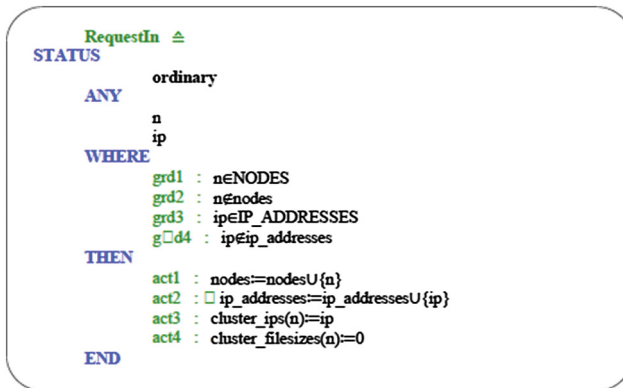 RequestIn ≙
STATUS
ordinary
ANY
n
ip
WHERE
grd1 : n∈NODES
grd2 : n∉nodes
grd3 : ip∈IP_ADDRESSES
g□d4 : ip∉ip_addresses
THEN
act1 : nodes≔nodes∪{n}
act2 : □ ip_addresses≔ip_addresses∪{ip}
act3 : cluster_ips(n)≔ip
act4 : cluster_filesizes(n)≔0
END